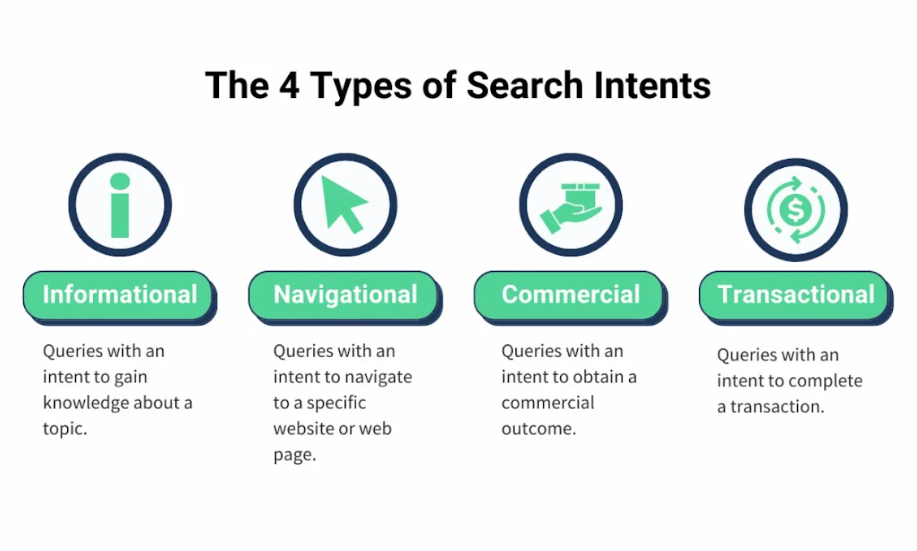 The 4 Types of Search Intents
Informational
Queries with an
intent to gain
knowledge about a
topic.
Navigational
Queries with an
intent to navigate
to a specific
website or web
page.
Commercial
Queries with an
intent to obtain a
commercial
outcome.
$
Transactional
Queries with an
intent to complete
a transaction.